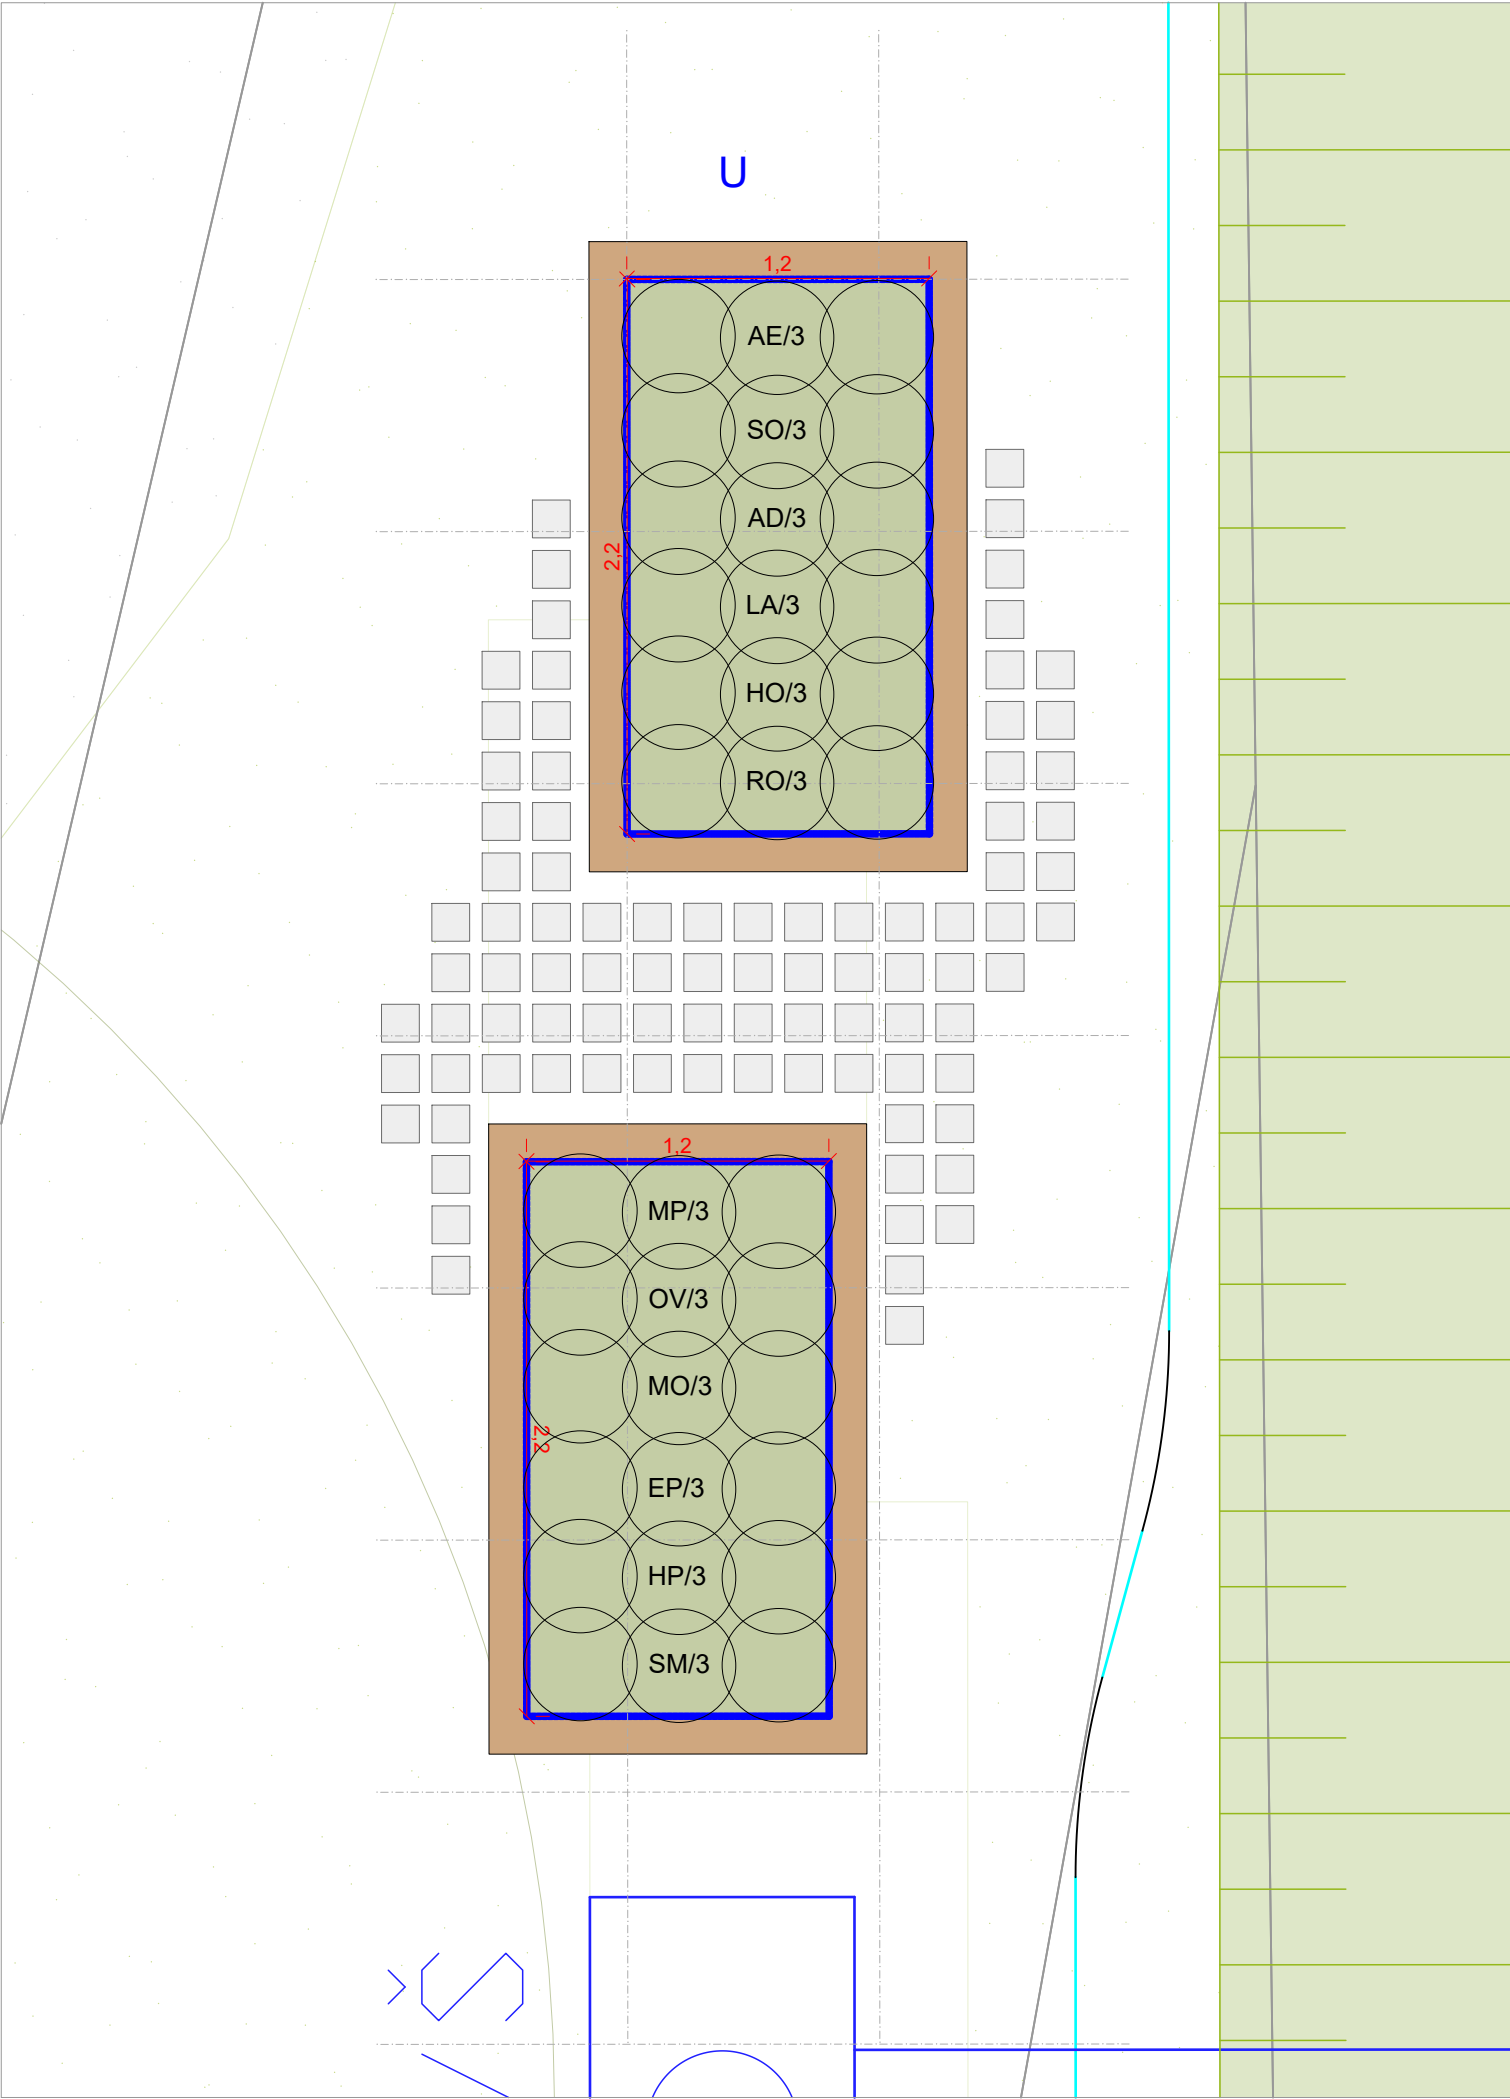 U
1,2
AE/3
SO/3
AD/3
2,2
LA/3
HO/3
RO/3
1,2
MP/3
OV/3
MO/3
2,2
EP/3
HP/3
SM/3